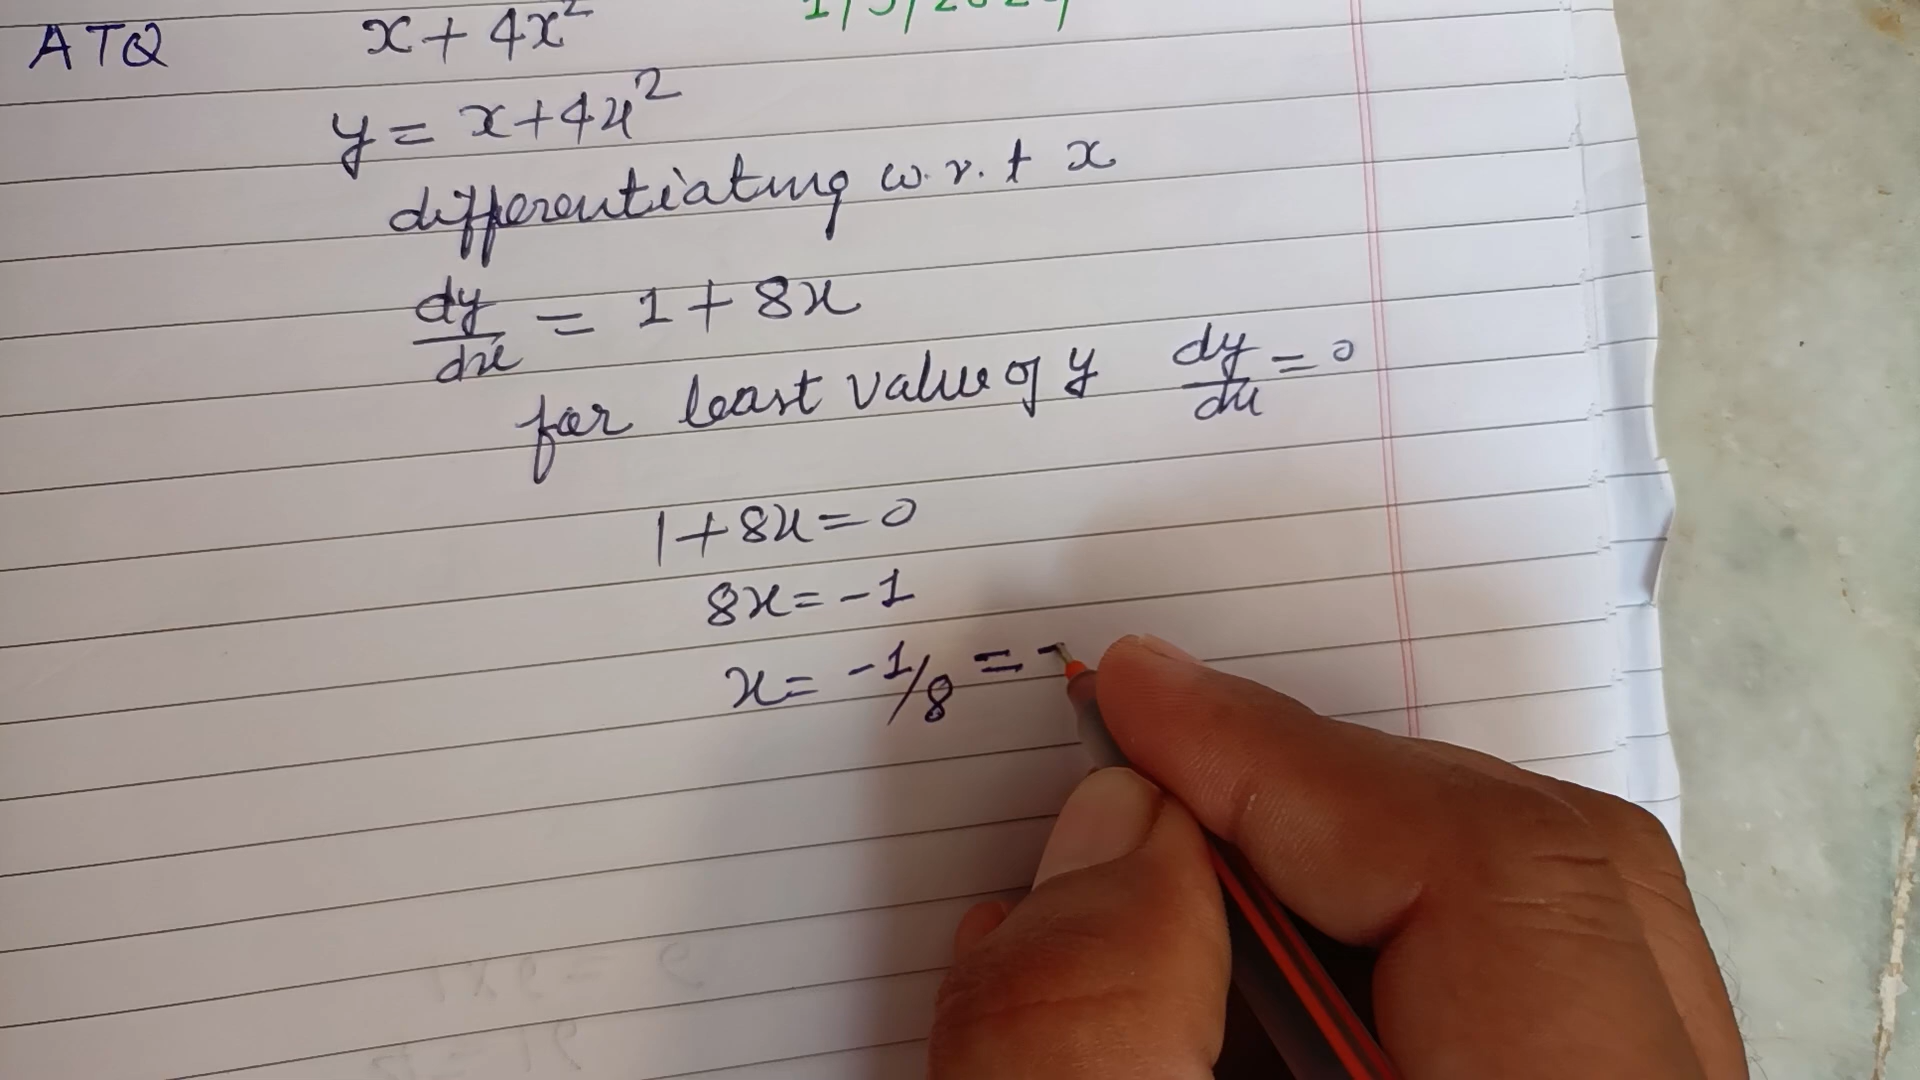 ATQ x + 4x²
y = x + 4x²
differentiating w.r.t x
dy/dx = 1 + 8x
for least value of y dy/dx = 0
1 + 8x = 0
8x = -1
x = -1/8 = -